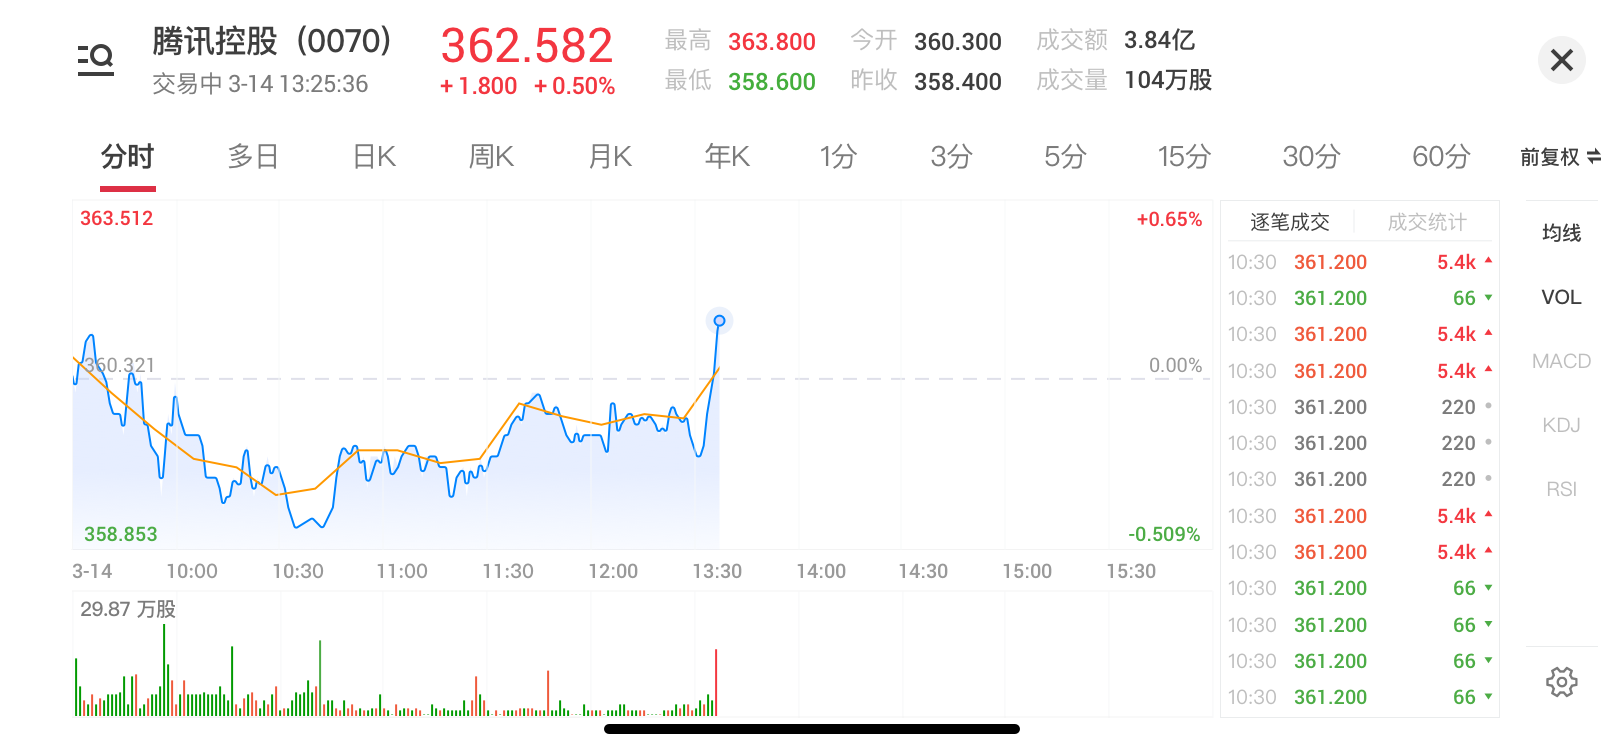 腾讯控股（0070）
交易中 3-14 13:25:36
362.582
+ 1.800 + 0.50%
最高 363.800 今开 360.300 成交额 3.84亿
最低 358.600 昨收 358.400 成交量 104万股
分时 多日 日K 周K 月K 年K 1分 3分 5分 15分 30分 60分 前复权
363.512 +0.65%
360.321 0.00%
358.853 -0.509%
3-14 10:00 10:30 11:00 11:30 12:00 13:30 14:00 14:30 15:00 15:30
29.87 万股
逐笔成交 成交统计
10:30 361.200 5.4k
10:30 361.200 66
10:30 361.200 5.4k
10:30 361.200 5.4k
10:30 361.200 220
10:30 361.200 220
10:30 361.200 220
10:30 361.200 5.4k
10:30 361.200 5.4k
10:30 361.200 66
10:30 361.200 66
10:30 361.200 66
10:30 361.200 66
均线
VOL
MACD
KDJ
RSI